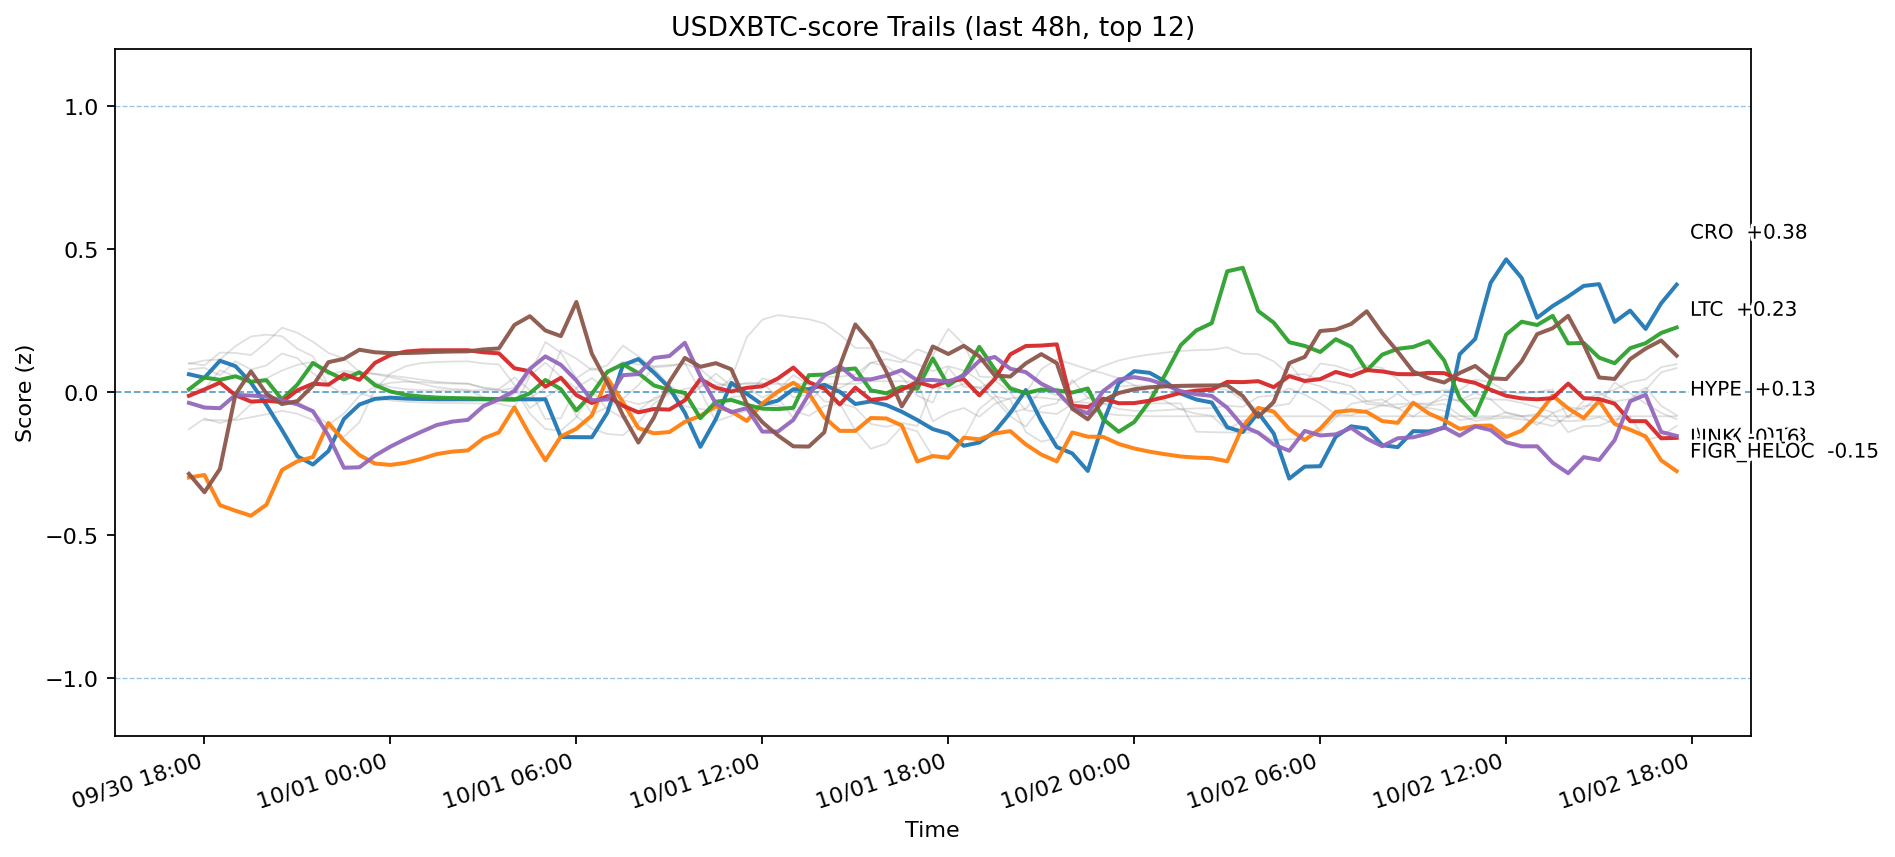 USDXBTC-score Trails (last 48h, top 12)
Score (z)
1.0
0.5
0.0
−0.5
−1.0
CRO +0.38
LTC +0.23
HYPE +0.13
FIGR_HELOC -0.15
09/30 18:00
10/01 00:00
10/01 06:00
10/01 12:00
10/01 18:00
10/02 00:00
10/02 06:00
10/02 12:00
10/02 18:00
Time